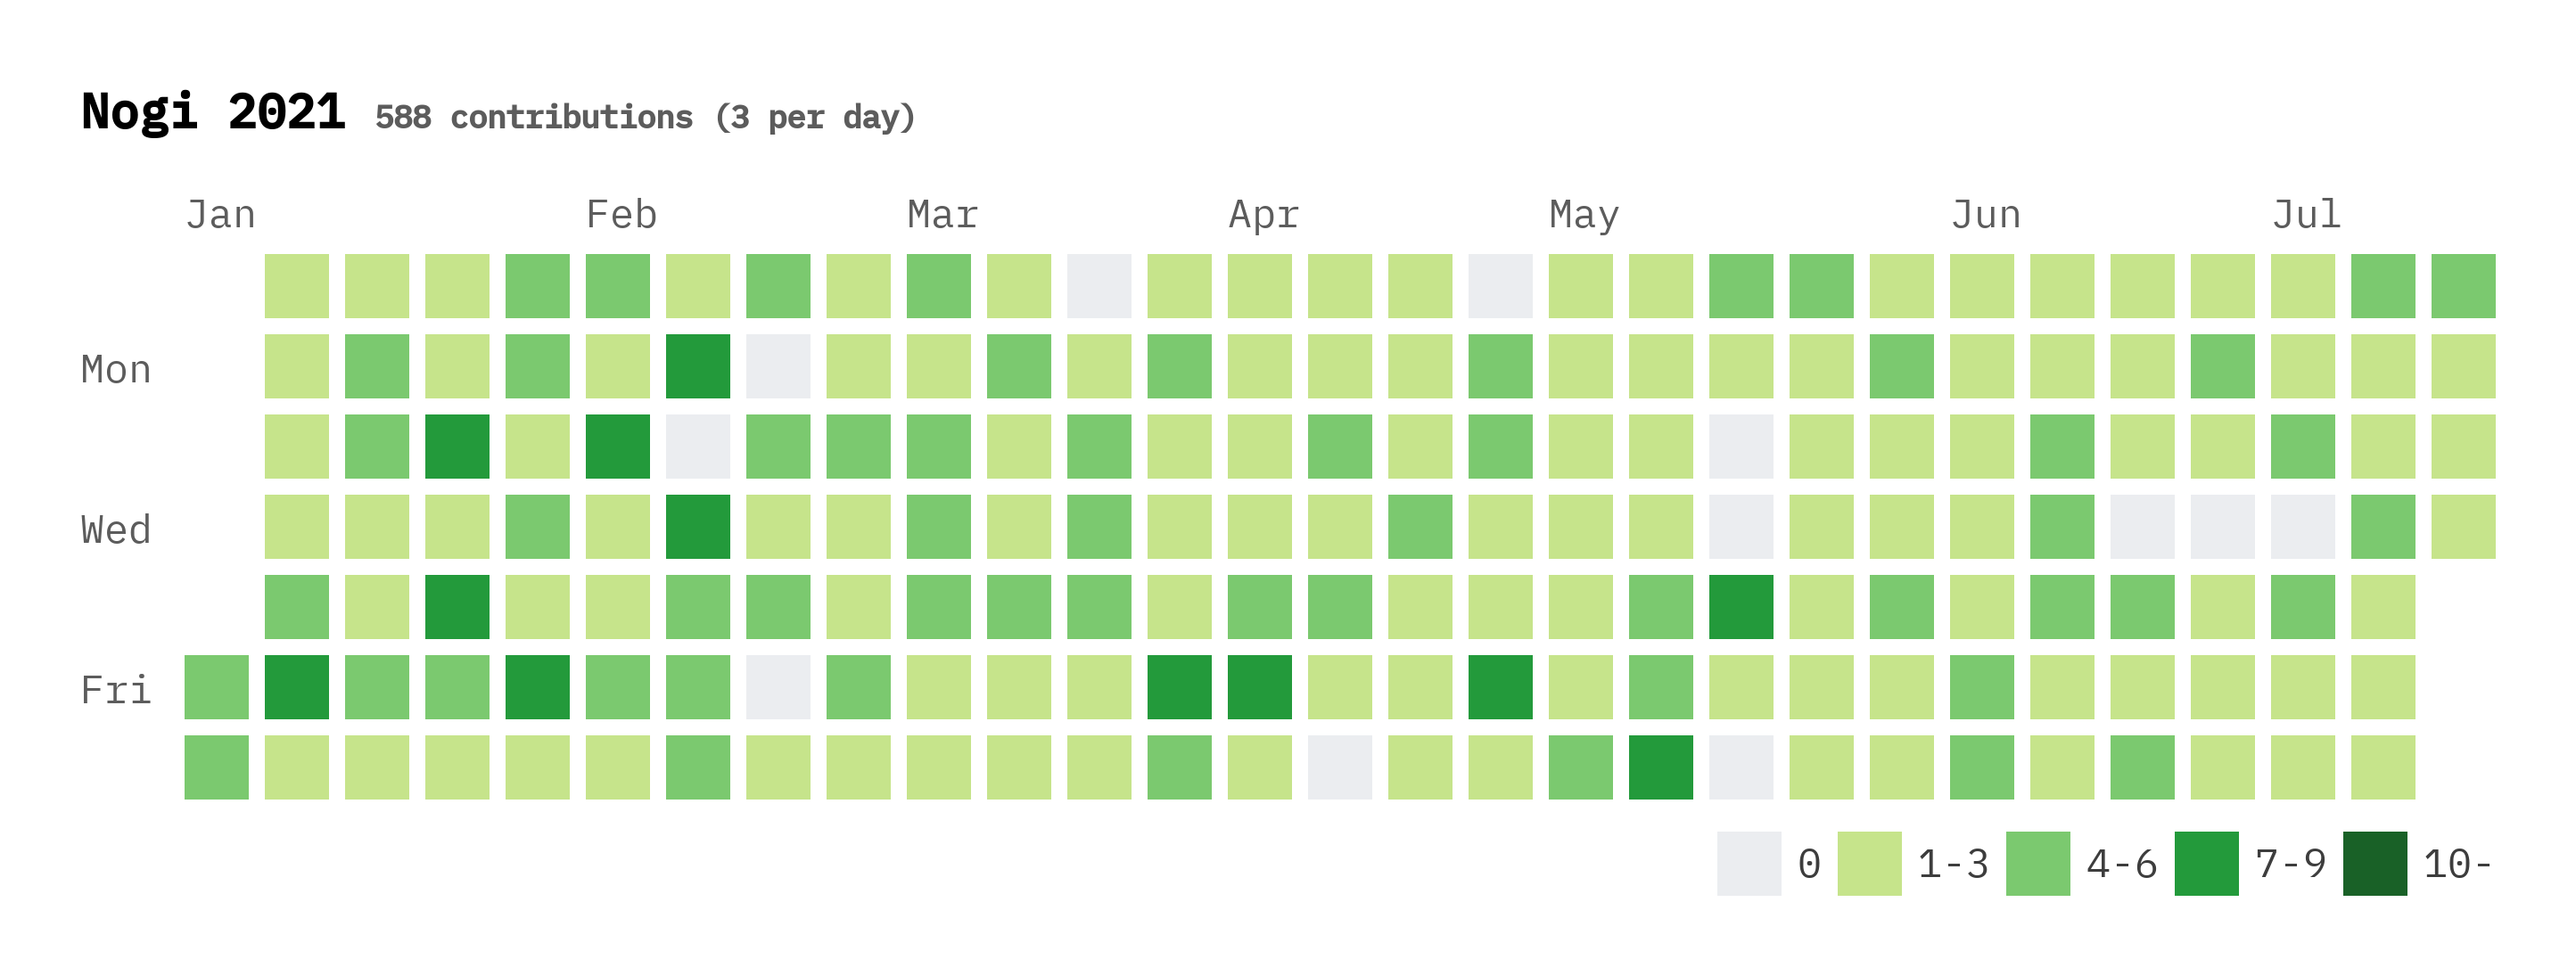 Nogi 2021 588 contributions (3 per day)
Jan Feb Mar Apr May Jun Jul
Mon
Wed
Fri
0 1-3 4-6 7-9 10-